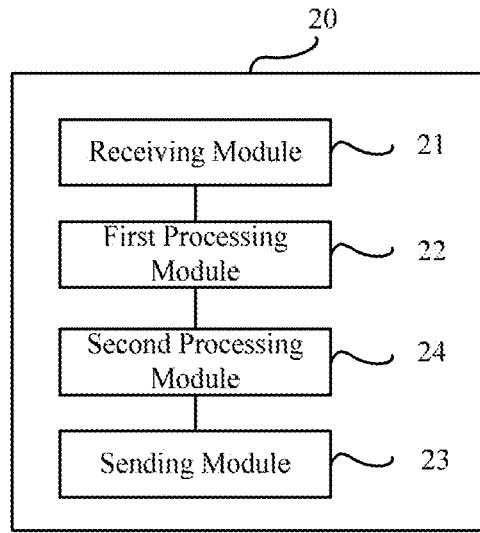 20
Receiving Module
21
First Processing
Module
22
Second Processing
Module
24
Sending Module
23